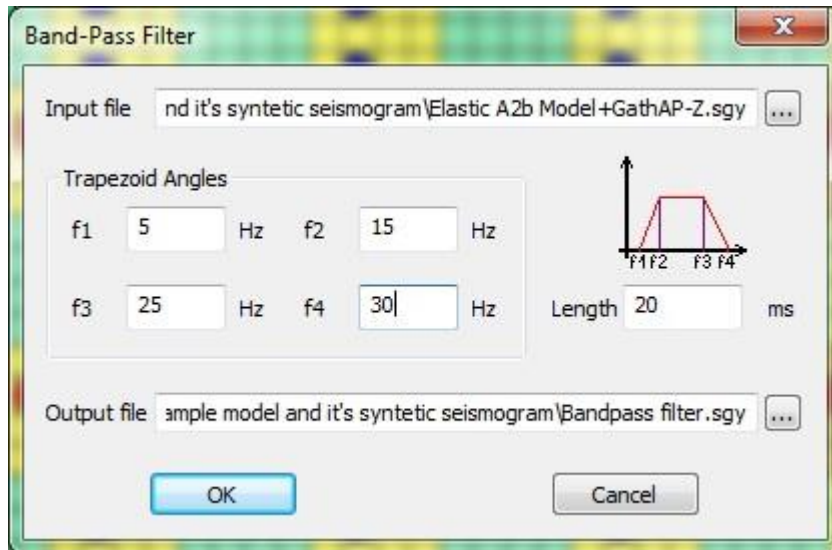 Band-Pass Filter
Input file nd it's syntetic seismogram\Elastic A2b Model+GathAP-Z.sgy ...
Trapezoid Angles
f1 5 Hz f2 15 Hz
f1 f2 f3 f4
f3 25 Hz f4 30 Hz Length 20 ms
Output file ample model and it's syntetic seismogram\Bandpass filter.sgy ...
OK Cancel